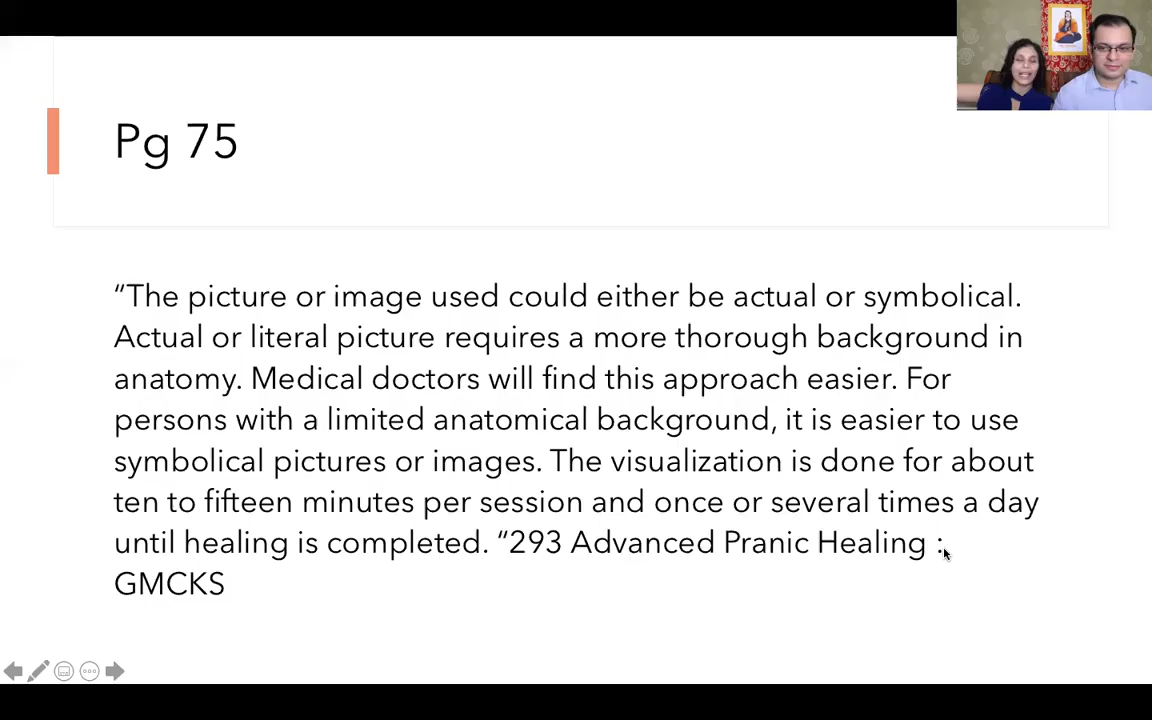 Pg 75
“The picture or image used could either be actual or symbolical.
Actual or literal picture requires a more thorough background in
anatomy. Medical doctors will find this approach easier. For
persons with a limited anatomical background, it is easier to use
symbolical pictures or images. The visualization is done for about
ten to fifteen minutes per session and once or several times a day
until healing is completed. “293 Advanced Pranic Healing :
GMCKS